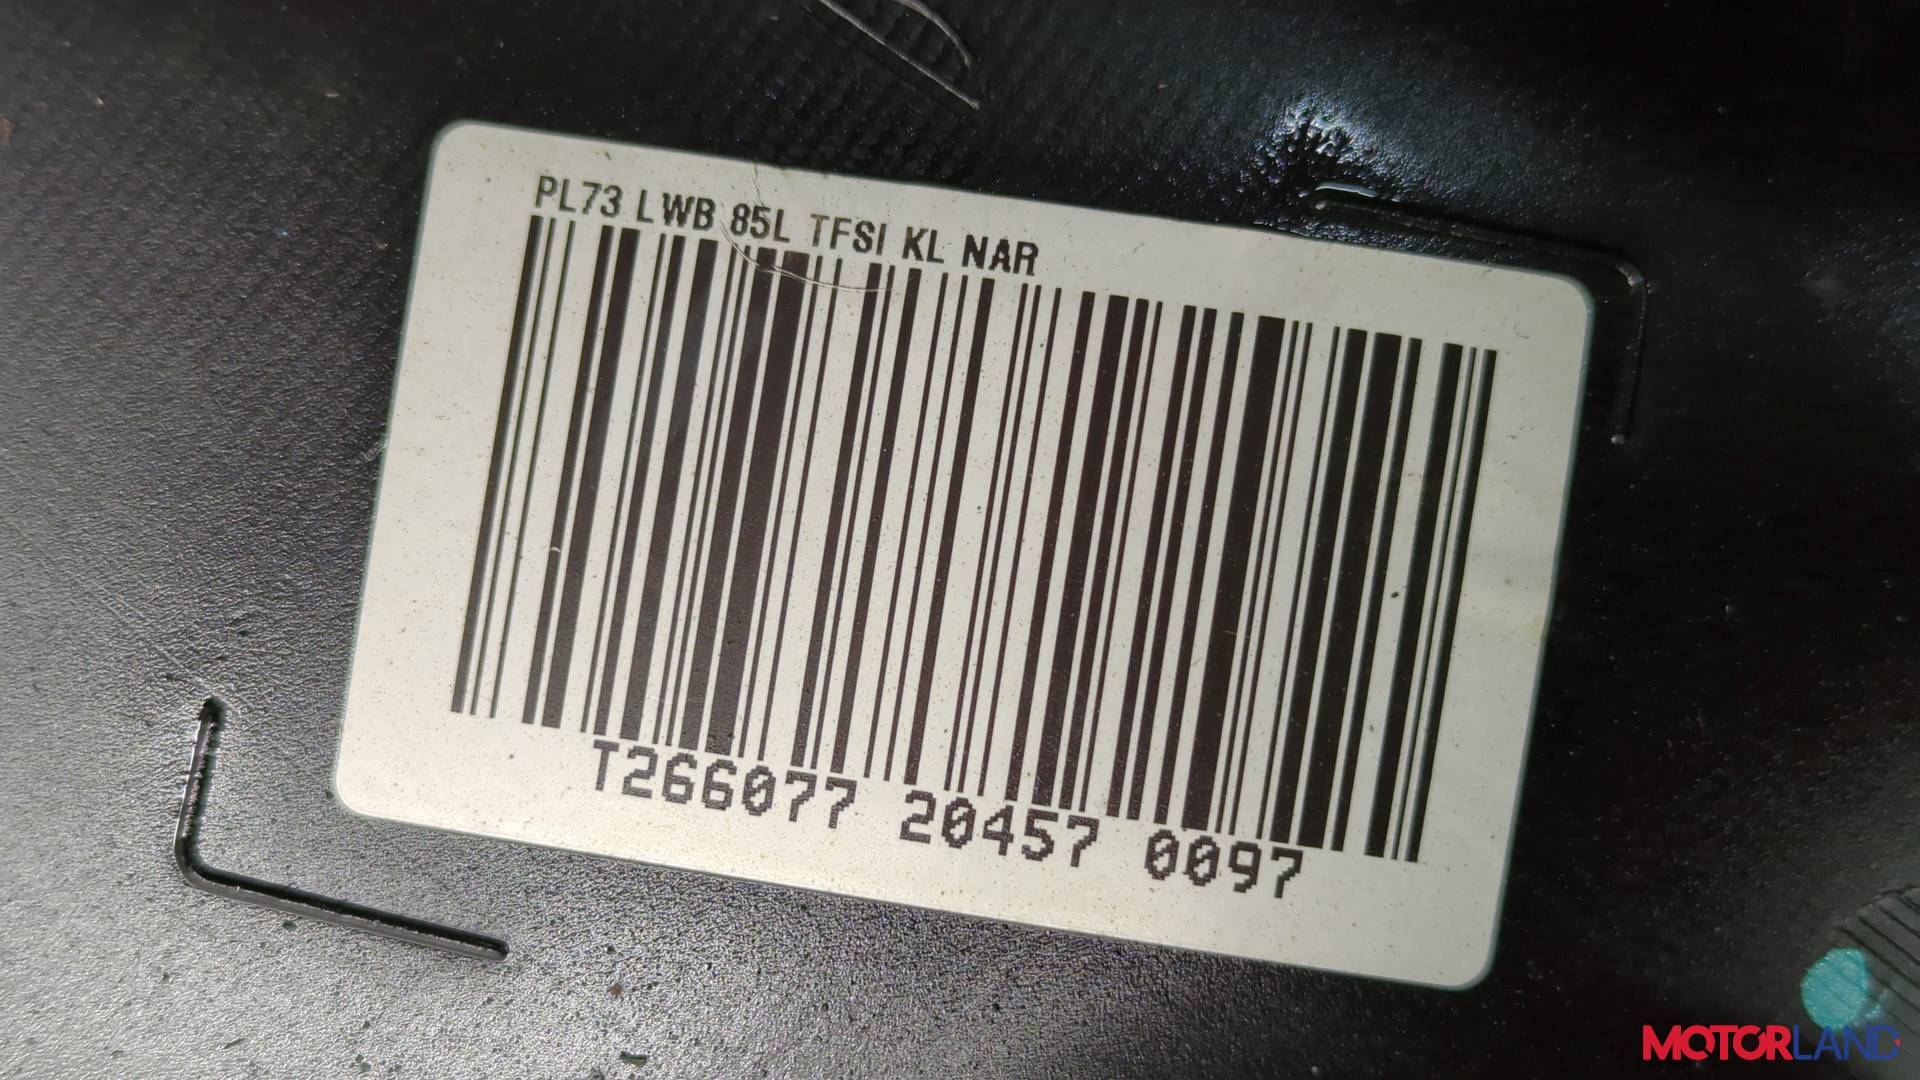 PL73 LWB 85L TFSI KL NAR
T266077 20457 0097
MOTORLAND